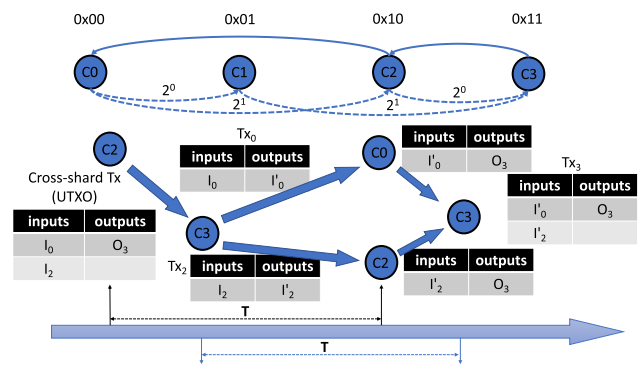 0x00 0x01 0x10 0x11
C0 C1 C2 C3
2⁰ 2¹ 2¹ 2⁰
C2
Cross-shard Tx
(UTXO)
inputs outputs
I₀ O₃
I₂
Tx₀
inputs outputs
I₀ I'₀
C0
inputs outputs
I'₀ O₃
C3
Tx₂
inputs outputs
I₂ I'₂
C2
inputs outputs
I'₂ O₃
C3
Tx₃
inputs outputs
I'₀ O₃
I'₂
T
T